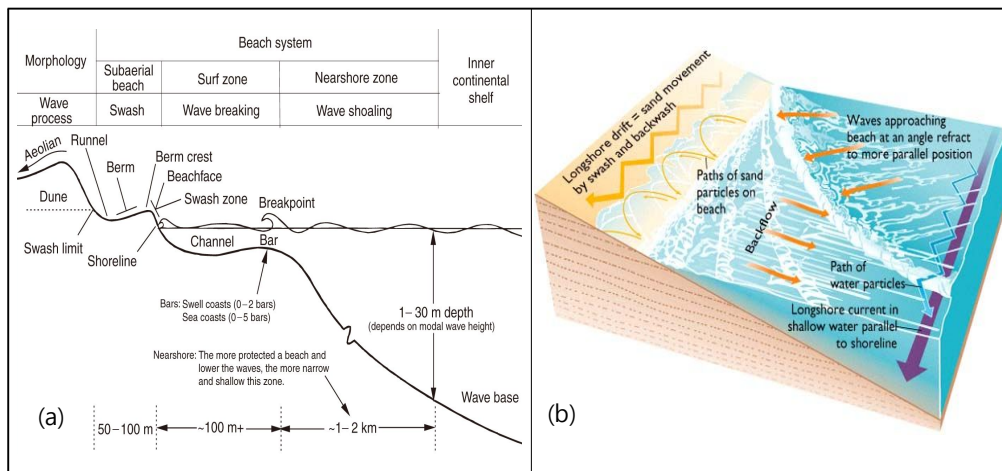 Beach system
Morphology
Inner
continental
shelf
Subaerial
beach
Surf zone
Nearshore zone
Wave
process
Swash
Wave breaking
Wave shoaling
Aeolian
Runnel
Berm
Berm crest
Beachface
Swash zone
Breakpoint
Dune
Swash limit
Shoreline
Channel
Bar
Bars: Swell coasts (0–2 bars)
Sea coasts (0–5 bars)
1–30 m depth
(depends on modal wave height)
Nearshore: The more protected a beach and
lower the waves, the more narrow
and shallow this zone.
Wave base
(a)
50–100 m
~100 m+
~1–2 km
Longshore drift = sand movement
by swash and backwash
Paths of sand
particles on
beach
Waves approaching
beach at an angle refract
to more parallel position
Backflow
Path of
water particles
Longshore current in
shallow water parallel
to shoreline
(b)